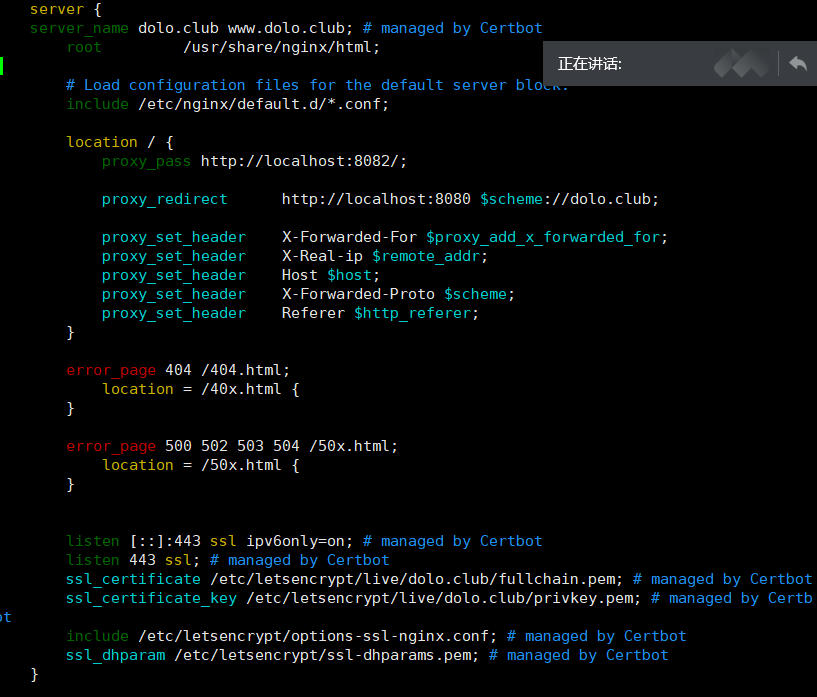 server {
server_name dolo.club www.dolo.club; # managed by Certbot
root /usr/share/nginx/html;
正在讲话:
# Load configuration files for the default server block.
include /etc/nginx/default.d/*.conf;
location / {
proxy_pass http://localhost:8082/;
proxy_redirect http://localhost:8080 $scheme://dolo.club;
proxy_set_header X-Forwarded-For $proxy_add_x_forwarded_for;
proxy_set_header X-Real-ip $remote_addr;
proxy_set_header Host $host;
proxy_set_header X-Forwarded-Proto $scheme;
proxy_set_header Referer $http_referer;
}
error_page 404 /404.html;
location = /40x.html {
}
error_page 500 502 503 504 /50x.html;
location = /50x.html {
}
listen [::]:443 ssl ipv6only=on; # managed by Certbot
listen 443 ssl; # managed by Certbot
ssl_certificate /etc/letsencrypt/live/dolo.club/fullchain.pem; # managed by Certbot
ssl_certificate_key /etc/letsencrypt/live/dolo.club/privkey.pem; # managed by Certb
ot
include /etc/letsencrypt/options-ssl-nginx.conf; # managed by Certbot
ssl_dhparam /etc/letsencrypt/ssl-dhparams.pem; # managed by Certbot
}